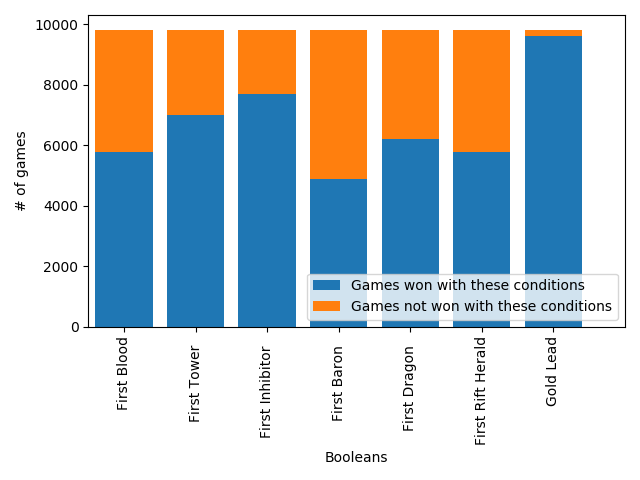 10000
8000
6000
4000
2000
0
# of games
Games won with these conditions
Games not won with these conditions
First Blood
First Tower
First Inhibitor
First Baron
First Dragon
First Rift Herald
Gold Lead
Booleans